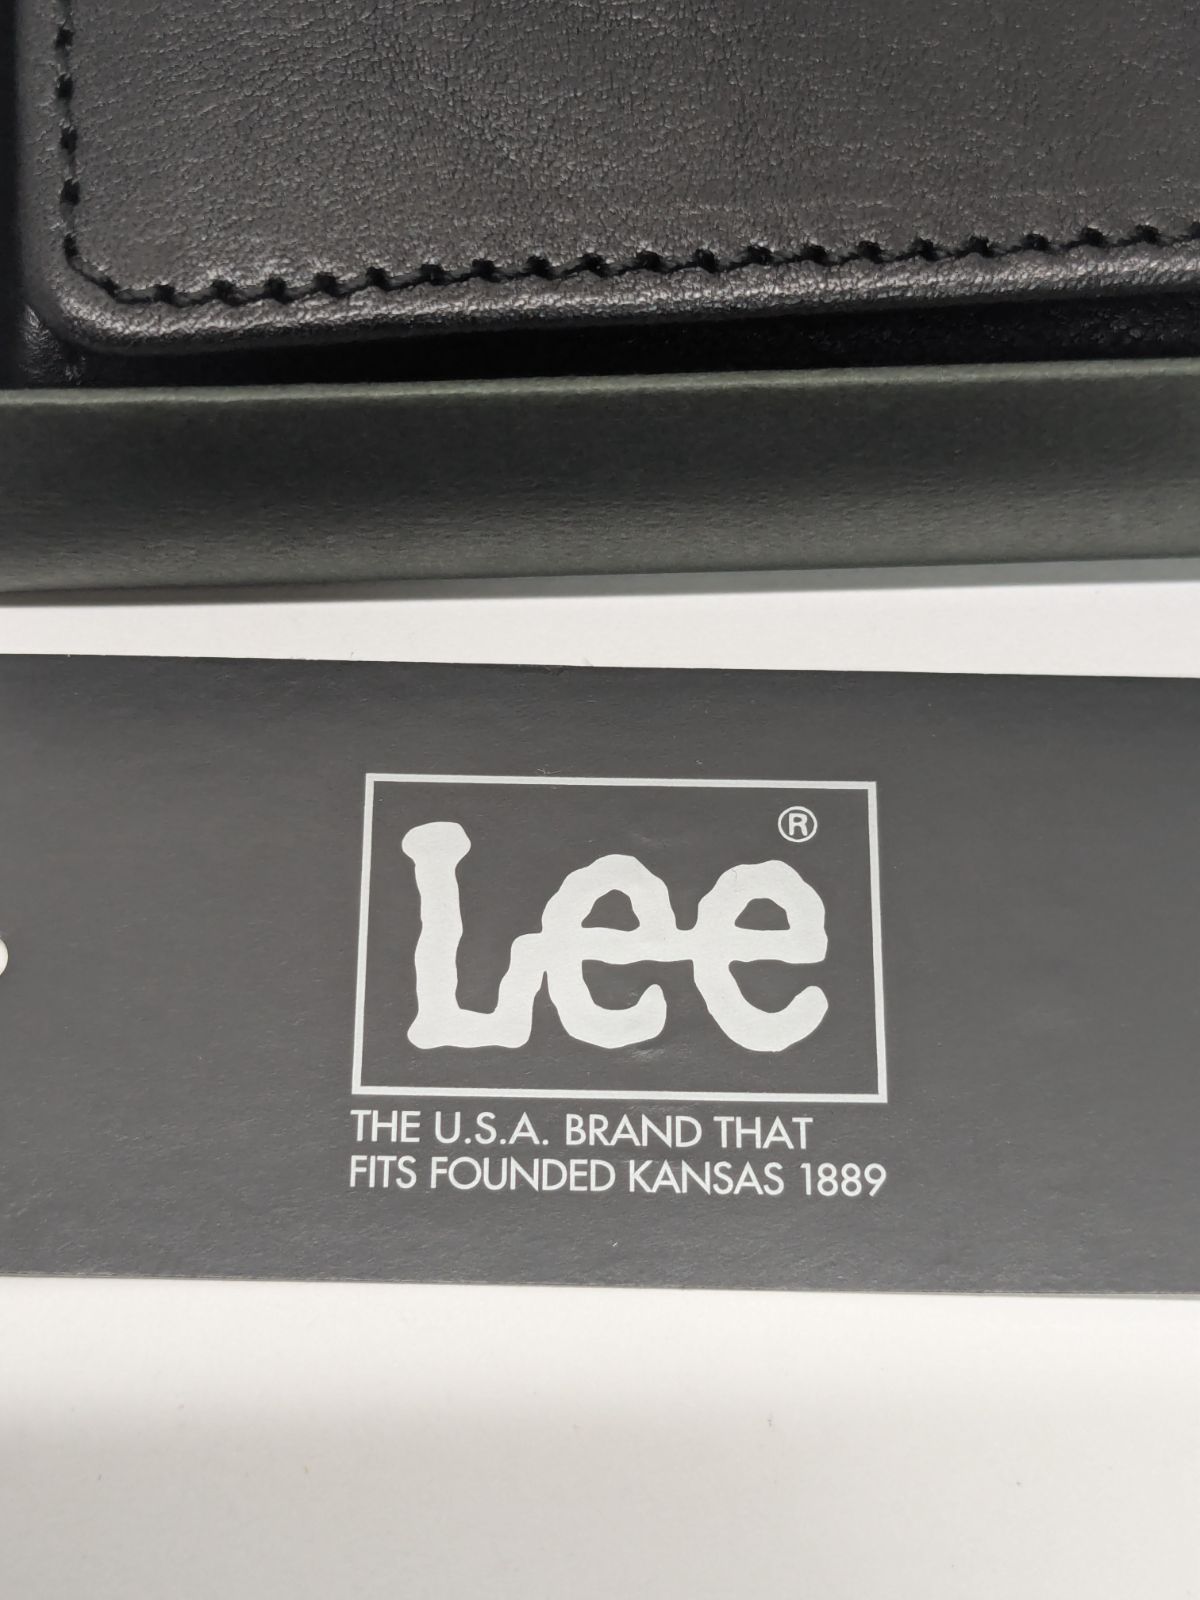 Lee®
THE U.S.A. BRAND THAT
FITS FOUNDED KANSAS 1889